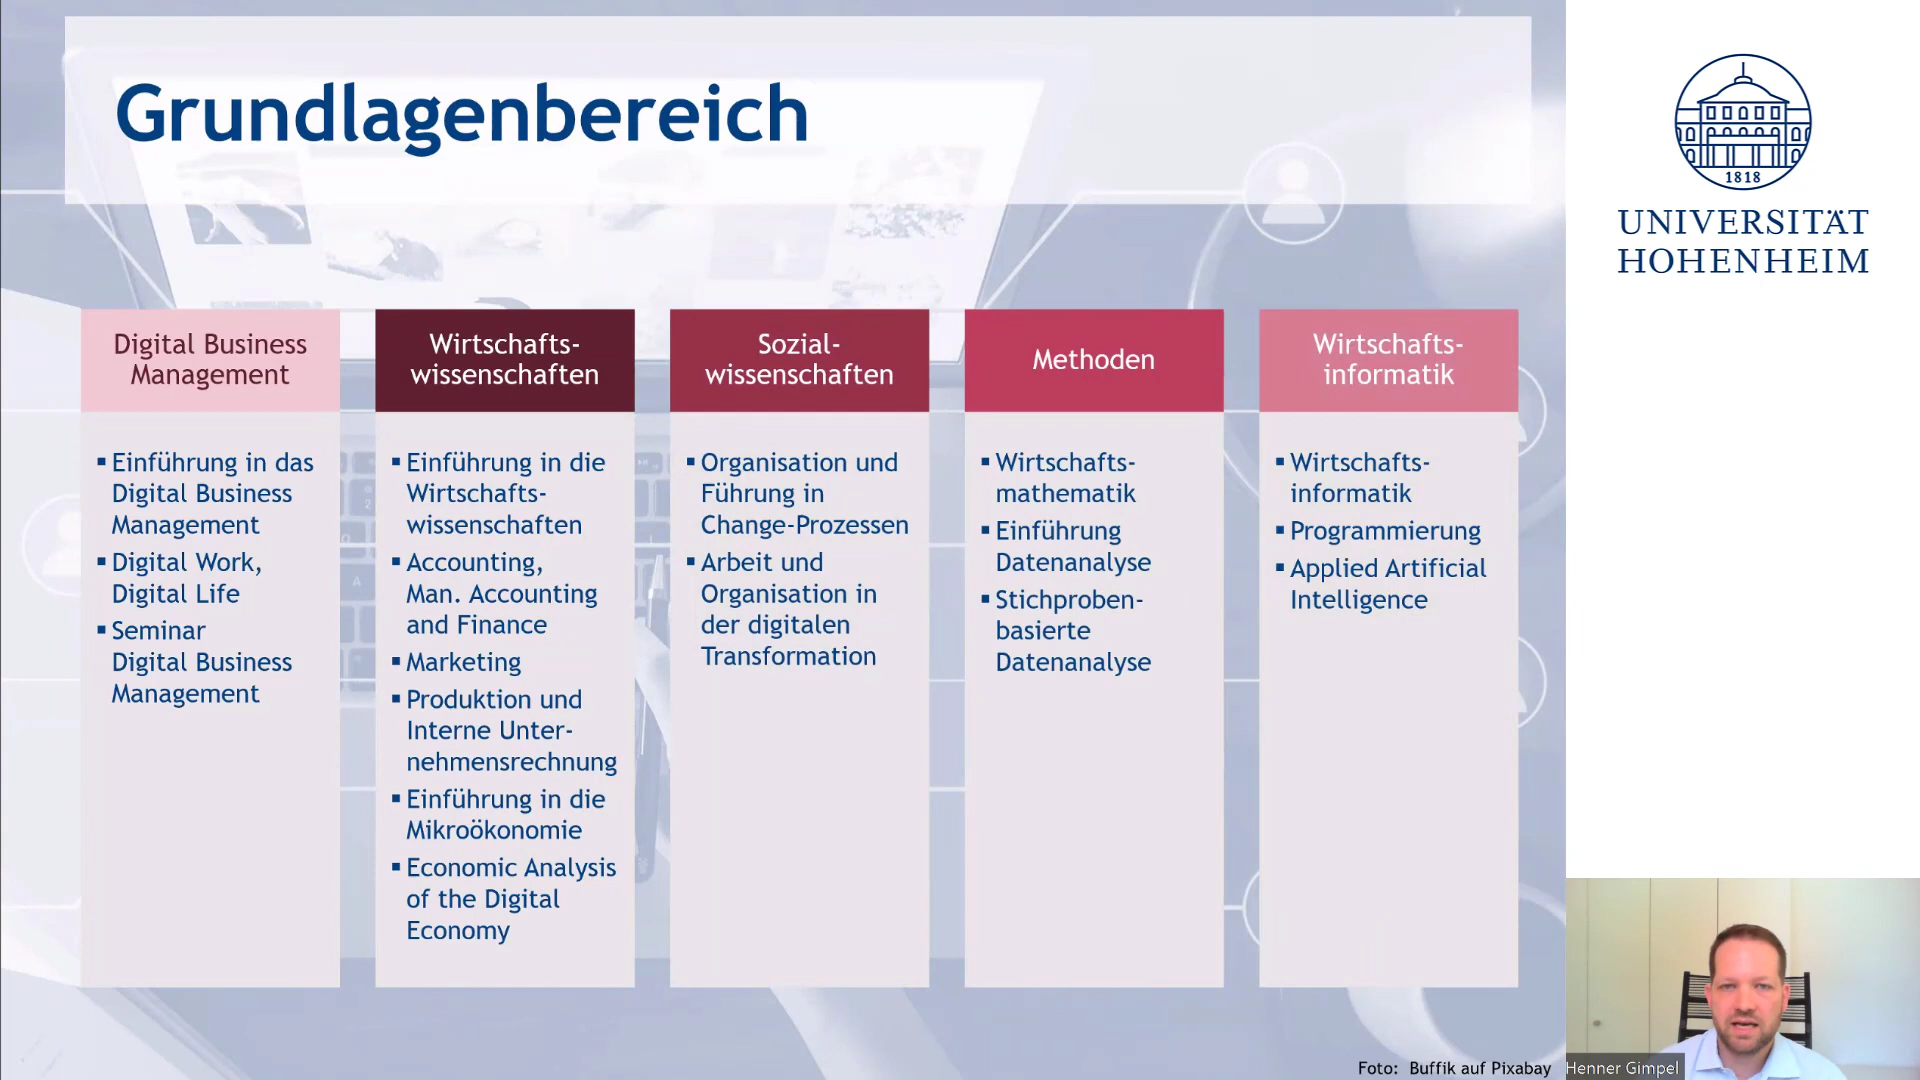 Grundlagenbereich
1818
UNIVERSITÄT
HOHENHEIM
Digital Business
Management
▪ Einführung in das
Digital Business
Management
▪ Digital Work,
Digital Life
▪ Seminar
Digital Business
Management
Wirtschafts-
wissenschaften
▪ Einführung in die
Wirtschafts-
wissenschaften
▪ Accounting,
Man. Accounting
and Finance
▪ Marketing
▪ Produktion und
Interne Unter-
nehmensrechnung
▪ Einführung in die
Mikroökonomie
▪ Economic Analysis
of the Digital
Economy
Sozial-
wissenschaften
▪ Organisation und
Führung in
Change-Prozessen
▪ Arbeit und
Organisation in
der digitalen
Transformation
Methoden
▪ Wirtschafts-
mathematik
▪ Einführung
Datenanalyse
▪ Stichproben-
basierte
Datenanalyse
Wirtschafts-
informatik
▪ Wirtschafts-
informatik
▪ Programmierung
▪ Applied Artificial
Intelligence
Foto: Buffik auf Pixabay
Henner Gimpel